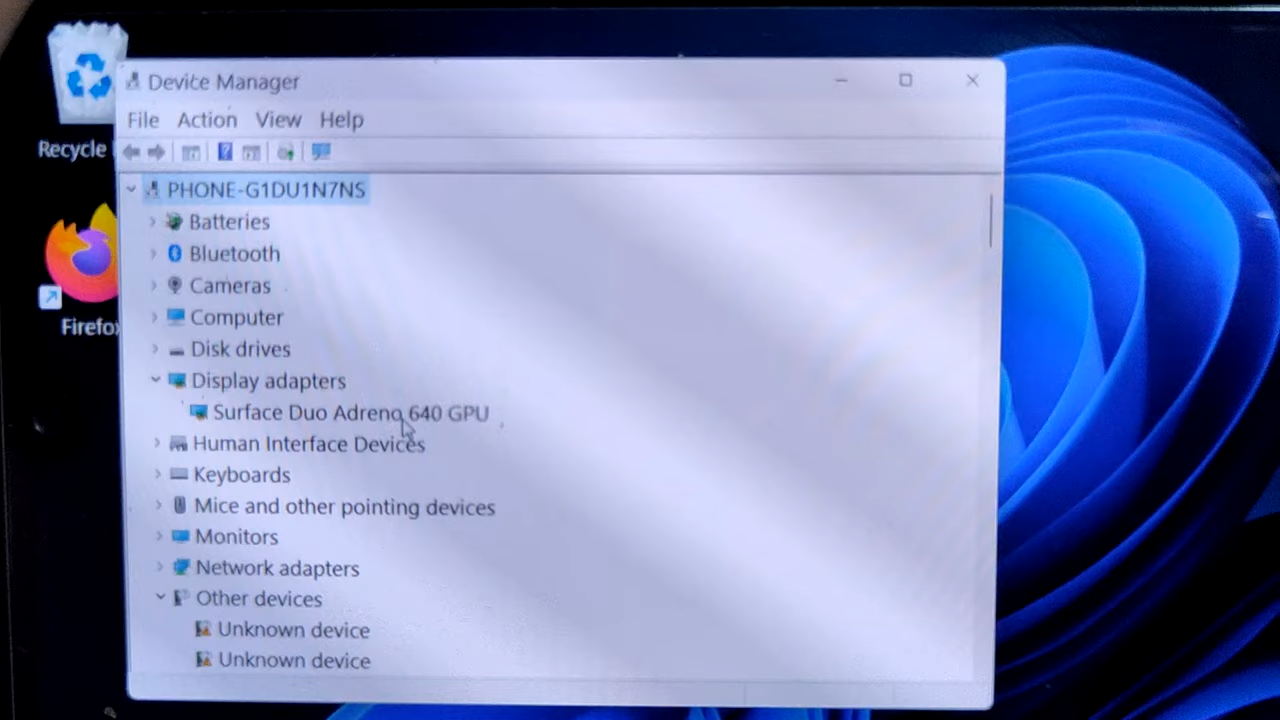 Device Manager
File Action View Help
Recycle
PHONE-G1DU1N7NS
Batteries
Bluetooth
Cameras
Computer
Firefox
Disk drives
Display adapters
Surface Duo Adreno 640 GPU
Human Interface Devices
Keyboards
Mice and other pointing devices
Monitors
Network adapters
Other devices
Unknown device
Unknown device